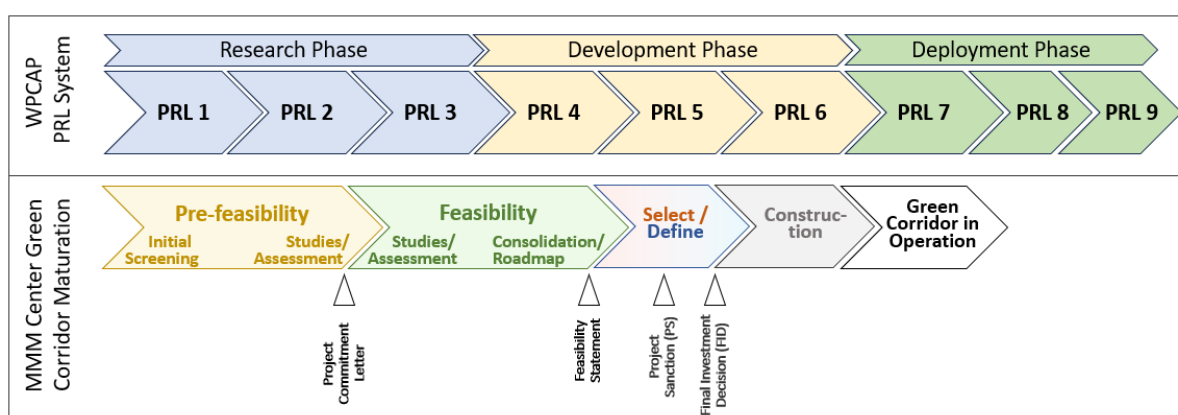 WPCAP
PRL System
Research Phase
Development Phase
Deployment Phase
PRL 1
PRL 2
PRL 3
PRL 4
PRL 5
PRL 6
PRL 7
PRL 8
PRL 9
MMM Center Green
Corridor Maturation
Pre-feasibility
Initial
Screening
Studies/
Assessment
Feasibility
Studies/
Assessment
Consolidation/
Roadmap
Select /
Define
Construc-
tion
Green
Corridor in
Operation
Project
Commitment
Letter
Feasibility
Statement
Project
Sanction (PS)
Final Investment
Decision (FID)